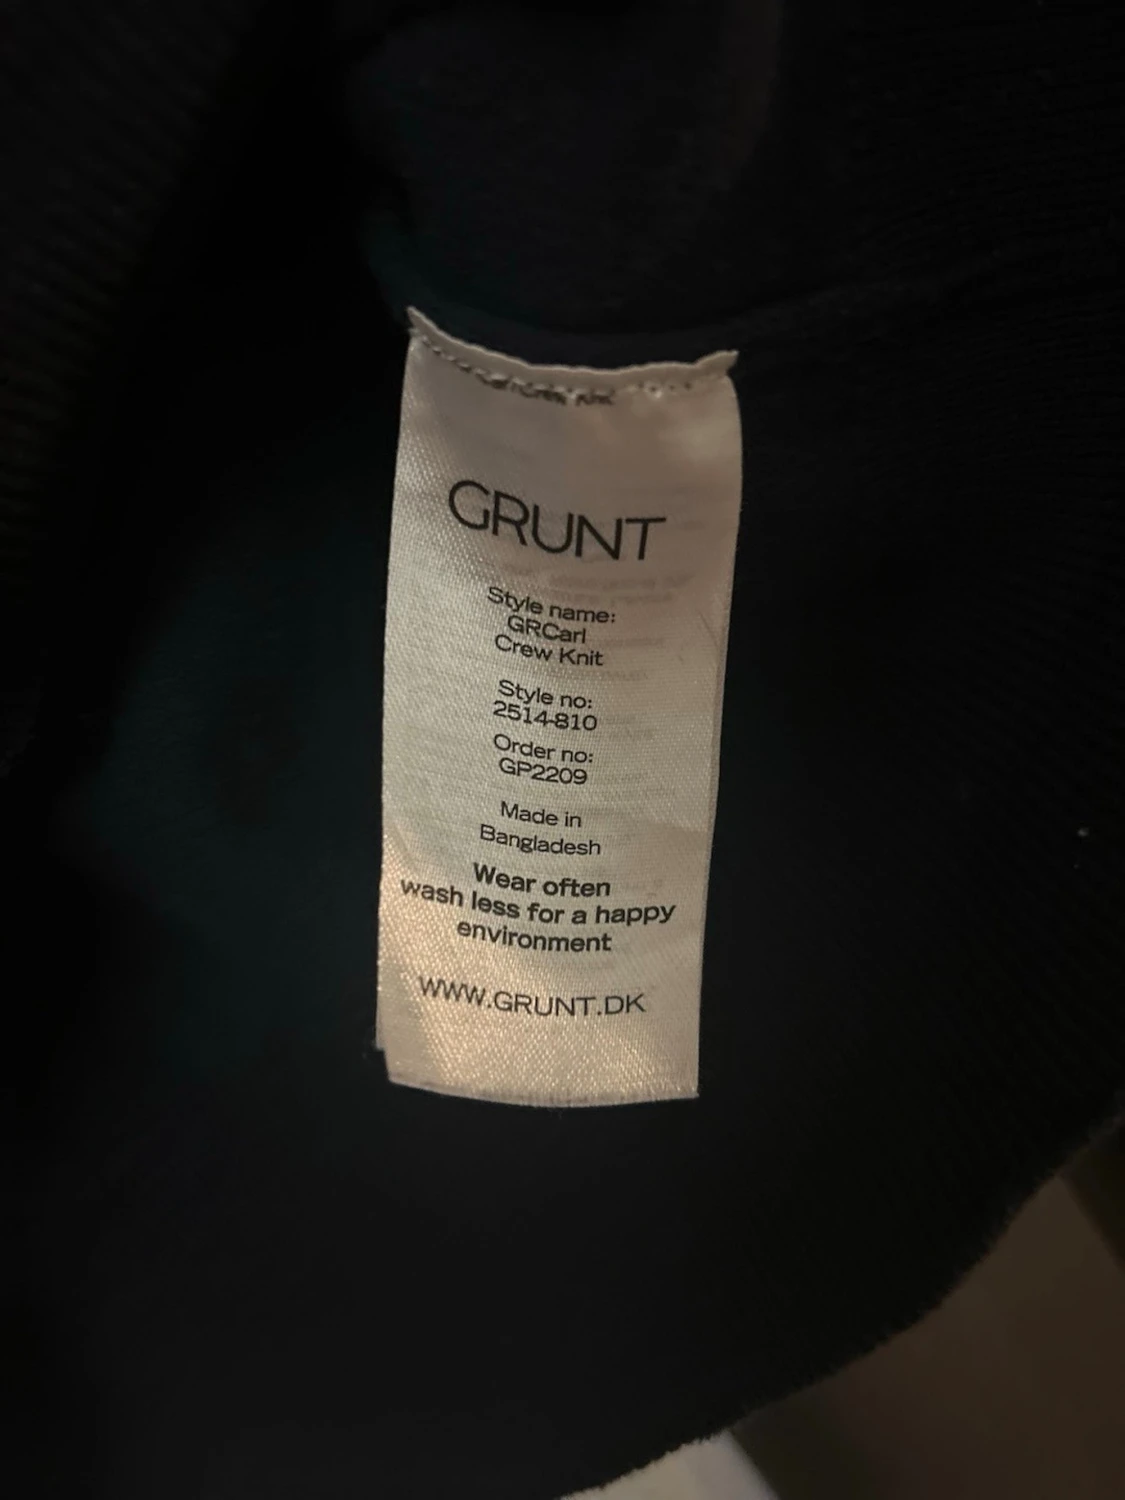 GRUNT
Style name:
GRCarl
Crew Knit
Style no:
2514-810
Order no:
GP2209
Made in
Bangladesh
Wear often
wash less for a happy
environment
WWW.GRUNT.DK